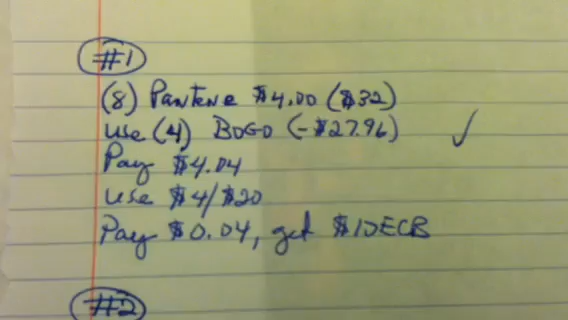 #1
(8) Pantene $4.00 ($32)
use (4) BOGO (-$27.96)
Pay $4.04
use $4/$20
Pay $0.04, get $10ECB
#2